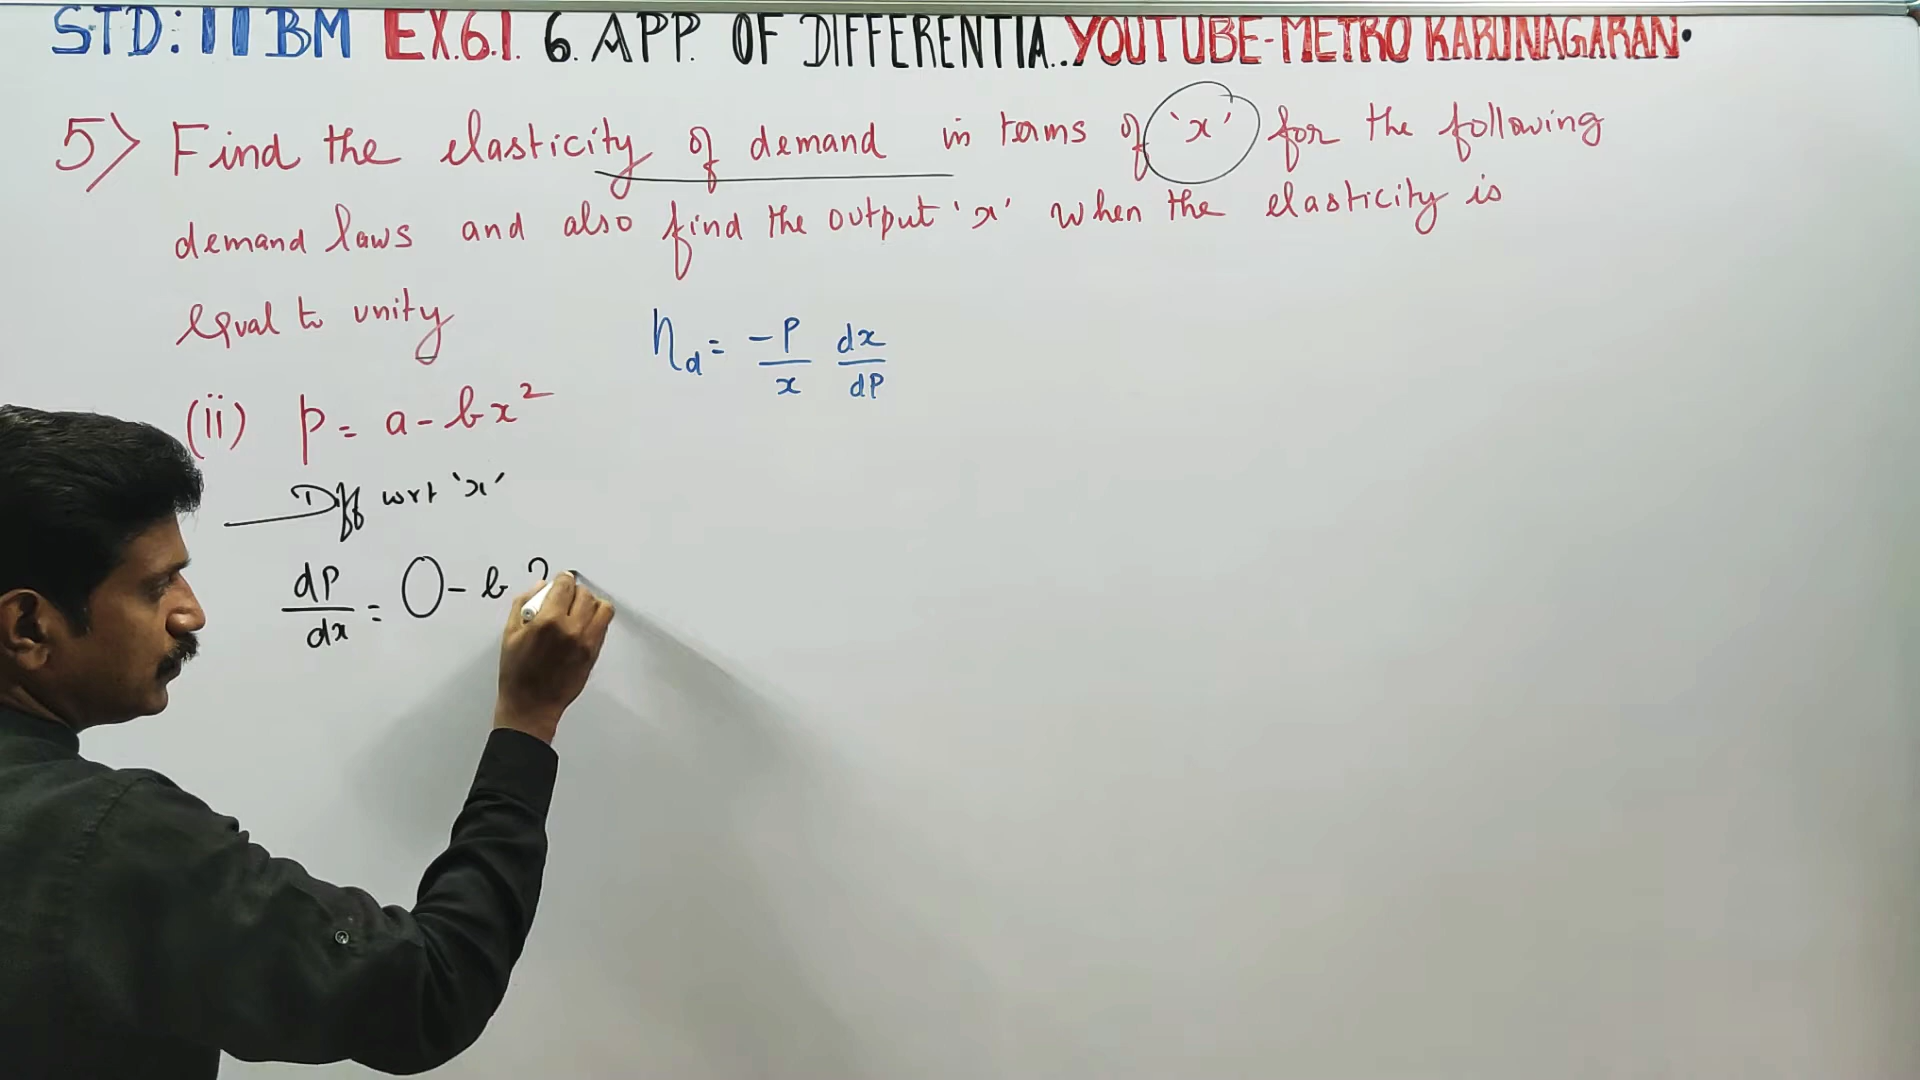 STD: 11 BM EX.6.1. 6. APP. OF DIFFERENTIA.. YOUTUBE-METRO KARUNAGARAN.
5) Find the elasticity of demand in terms of 'x' for the following
demand laws and also find the output 'x' when the elasticity is
equal to unity
ηd = -P/x dx/dP
(ii) p = a - bx²
Diff wrt 'x'
dP/dx = 0 - b 2